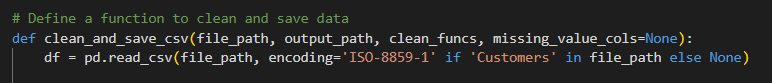 # Define a function to clean and save data
def clean_and_save_csv(file_path, output_path, clean_funcs, missing_value_cols=None):
    df = pd.read_csv(file_path, encoding='ISO-8859-1' if 'Customers' in file_path else None)